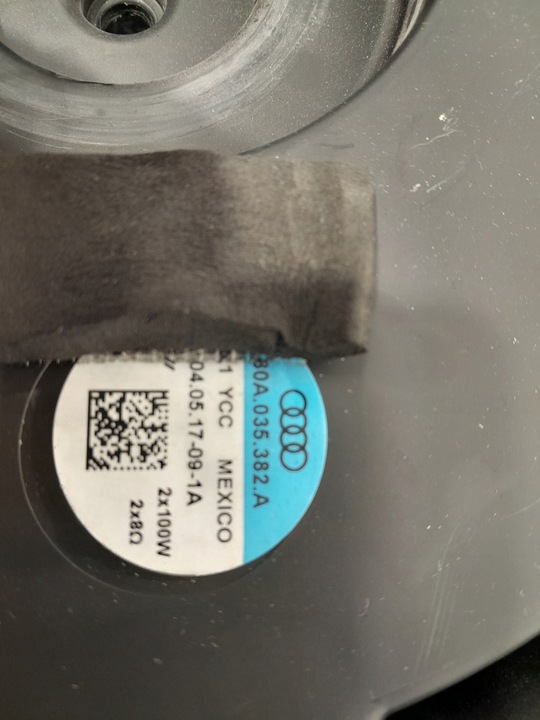 80A.035.382.A
YCC MEXICO
04.05.17-09-1A
2x100W
2x8Ω